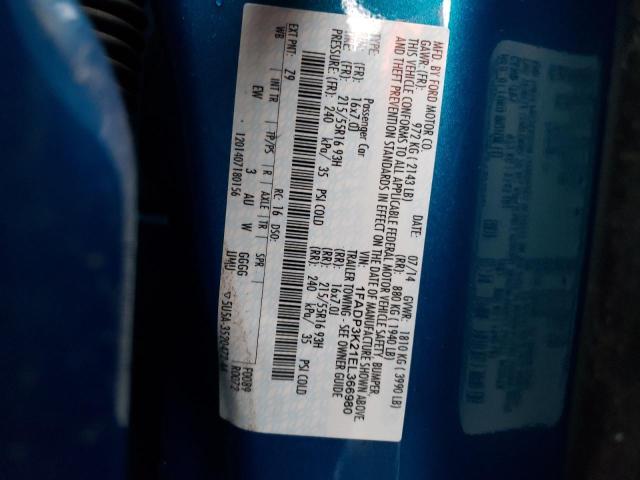 MFD. BY FORD MOTOR CO.
DATE: 07/14 GVWR: 1810 KG ( 3990 LB)
GAWR:(FR): 972 KG ( 2143 LB) (RR): 880 KG ( 1940 LB)
THIS VEHICLE CONFORMS TO ALL APPLICABLE FEDERAL MOTOR VEHICLE SAFETY BUMPER,
AND THEFT PREVENTION STANDARDS IN EFFECT ON THE DATE OF MANUFACTURE SHOWN ABOVE
VIN: 1FADP3K21EL366980
TYPE: Passenger Car TRAILER TOWING - SEE OWNER GUIDE
(FR): 16x7.0J (RR): 16x7.0J
(FR): 215/55R16 93H (RR): 215/55R16 93H
PRESSURE:(FR): 240 kPa/ 35 PSI COLD (RR): 240 kPa/ 35 PSI COLD
EXT PNT: Z9 RC: 16 DSO:
WB INT TR TP/PS R AXLE TR SPR
EW 3 AU W GGGG
1201407180156 UMU
F0089
R0072